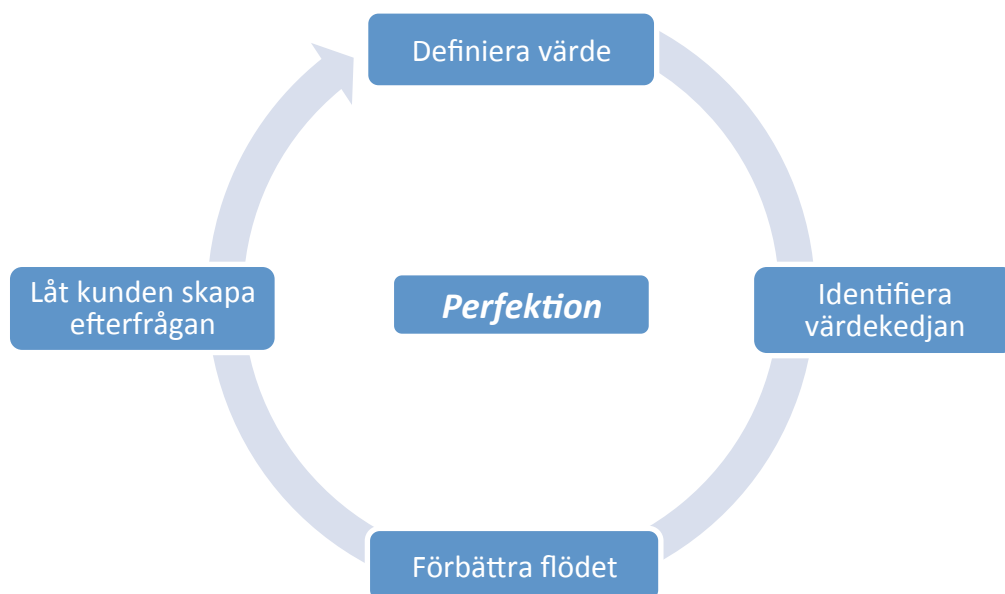 Definiera värde
Låt kunden skapa
efterfrågan
Perfektion
Identifiera
värdekedjan
Förbättra flödet